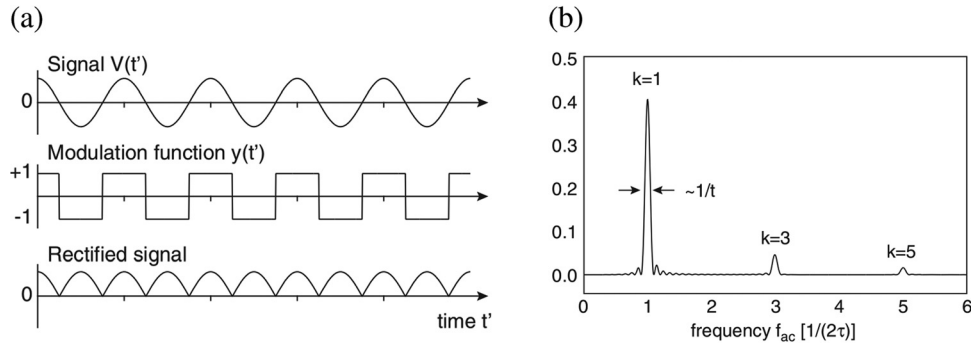 (a)
Signal V(t')
0
Modulation function y(t')
+1
-1
Rectified signal
0
time t'
(b)
0.5
0.4
0.3
0.2
0.1
0.0
k=1
~1/t
k=3
k=5
0 1 2 3 4 5 6
frequency f_ac [1/(2τ)]